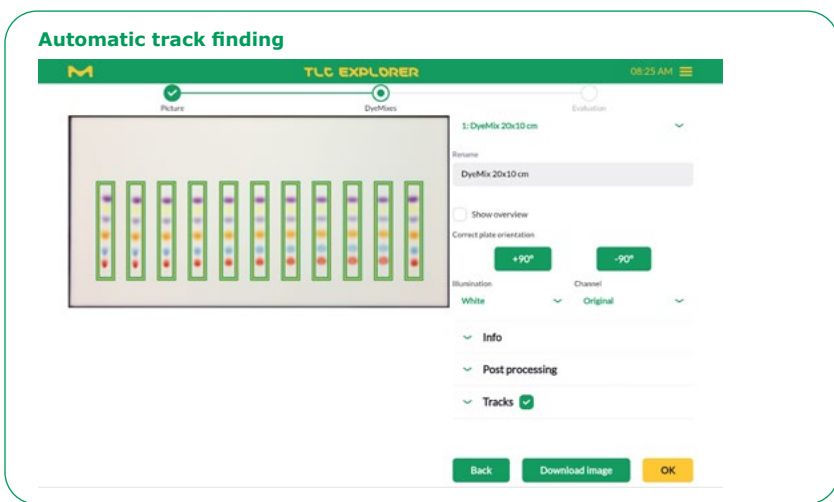 Automatic track finding
M TLC EXPLORER 08:25 AM
Picture DyeMixes Evaluation
1: DyeMix 20x10 cm
Rename
DyeMix 20x10 cm
Show overview
Correct plate orientation
+90° -90°
Illumination Channel
White Original
Info
Post processing
Tracks
Back Download image OK